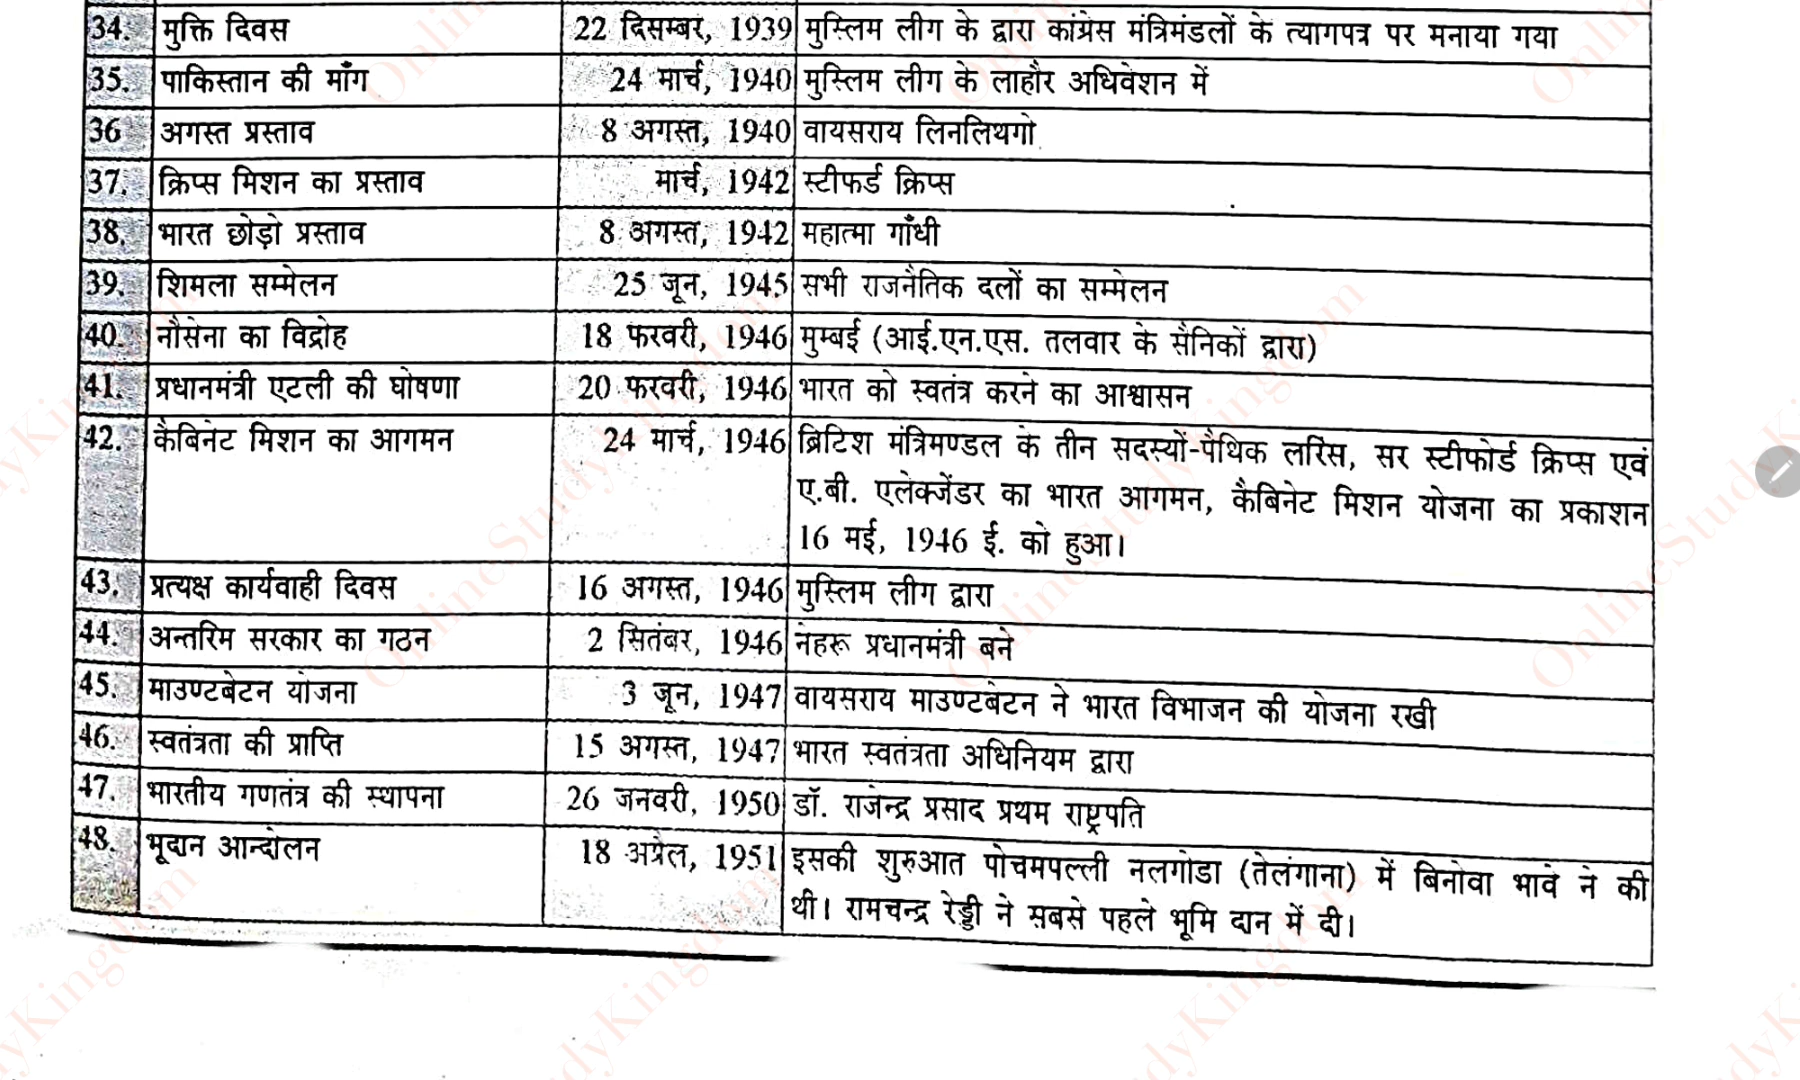 34. मुक्ति दिवस 22 दिसम्बर, 1939 मुस्लिम लीग के द्वारा कांग्रेस मंत्रिमंडलों के त्यागपत्र पर मनाया गया
35. पाकिस्तान की माँग 24 मार्च, 1940 मुस्लिम लीग के लाहौर अधिवेशन में
36 अगस्त प्रस्ताव 8 अगस्त, 1940 वायसराय लिनलिथगो
37. क्रिप्स मिशन का प्रस्ताव मार्च, 1942 स्टीफर्ड क्रिप्स
38. भारत छोड़ो प्रस्ताव 8 अगस्त, 1942 महात्मा गाँधी
39. शिमला सम्मेलन 25 जून, 1945 सभी राजनैतिक दलों का सम्मेलन
40. नौसेना का विद्रोह 18 फरवरी, 1946 मुम्बई (आई.एन.एस. तलवार के सैनिकों द्वारा)
41. प्रधानमंत्री एटली की घोषणा 20 फरवरी, 1946 भारत को स्वतंत्र करने का आश्वासन
42. कैबिनेट मिशन का आगमन 24 मार्च, 1946 ब्रिटिश मंत्रिमण्डल के तीन सदस्यों-पैथिक लरिंस, सर स्टीफोर्ड क्रिप्स एवं
ए.बी. एलेक्जेंडर का भारत आगमन, कैबिनेट मिशन योजना का प्रकाशन
16 मई, 1946 ई. को हुआ।
43. प्रत्यक्ष कार्यवाही दिवस 16 अगस्त, 1946 मुस्लिम लीग द्वारा
44. अन्तरिम सरकार का गठन 2 सितंबर, 1946 नेहरू प्रधानमंत्री बने
45. माउण्टबेटन योजना 3 जून, 1947 वायसराय माउण्टबेटन ने भारत विभाजन की योजना रखी
46. स्वतंत्रता की प्राप्ति 15 अगस्त, 1947 भारत स्वतंत्रता अधिनियम द्वारा
47. भारतीय गणतंत्र की स्थापना 26 जनवरी, 1950 डॉ. राजेन्द्र प्रसाद प्रथम राष्ट्रपति
48. भूदान आन्दोलन 18 अप्रैल, 1951 इसकी शुरुआत पोचमपल्ली नलगोडा (तेलंगाना) में बिनोवा भावे ने की
थी। रामचन्द्र रेड्डी ने सबसे पहले भूमि दान में दी।
OnlineStudyKingdom